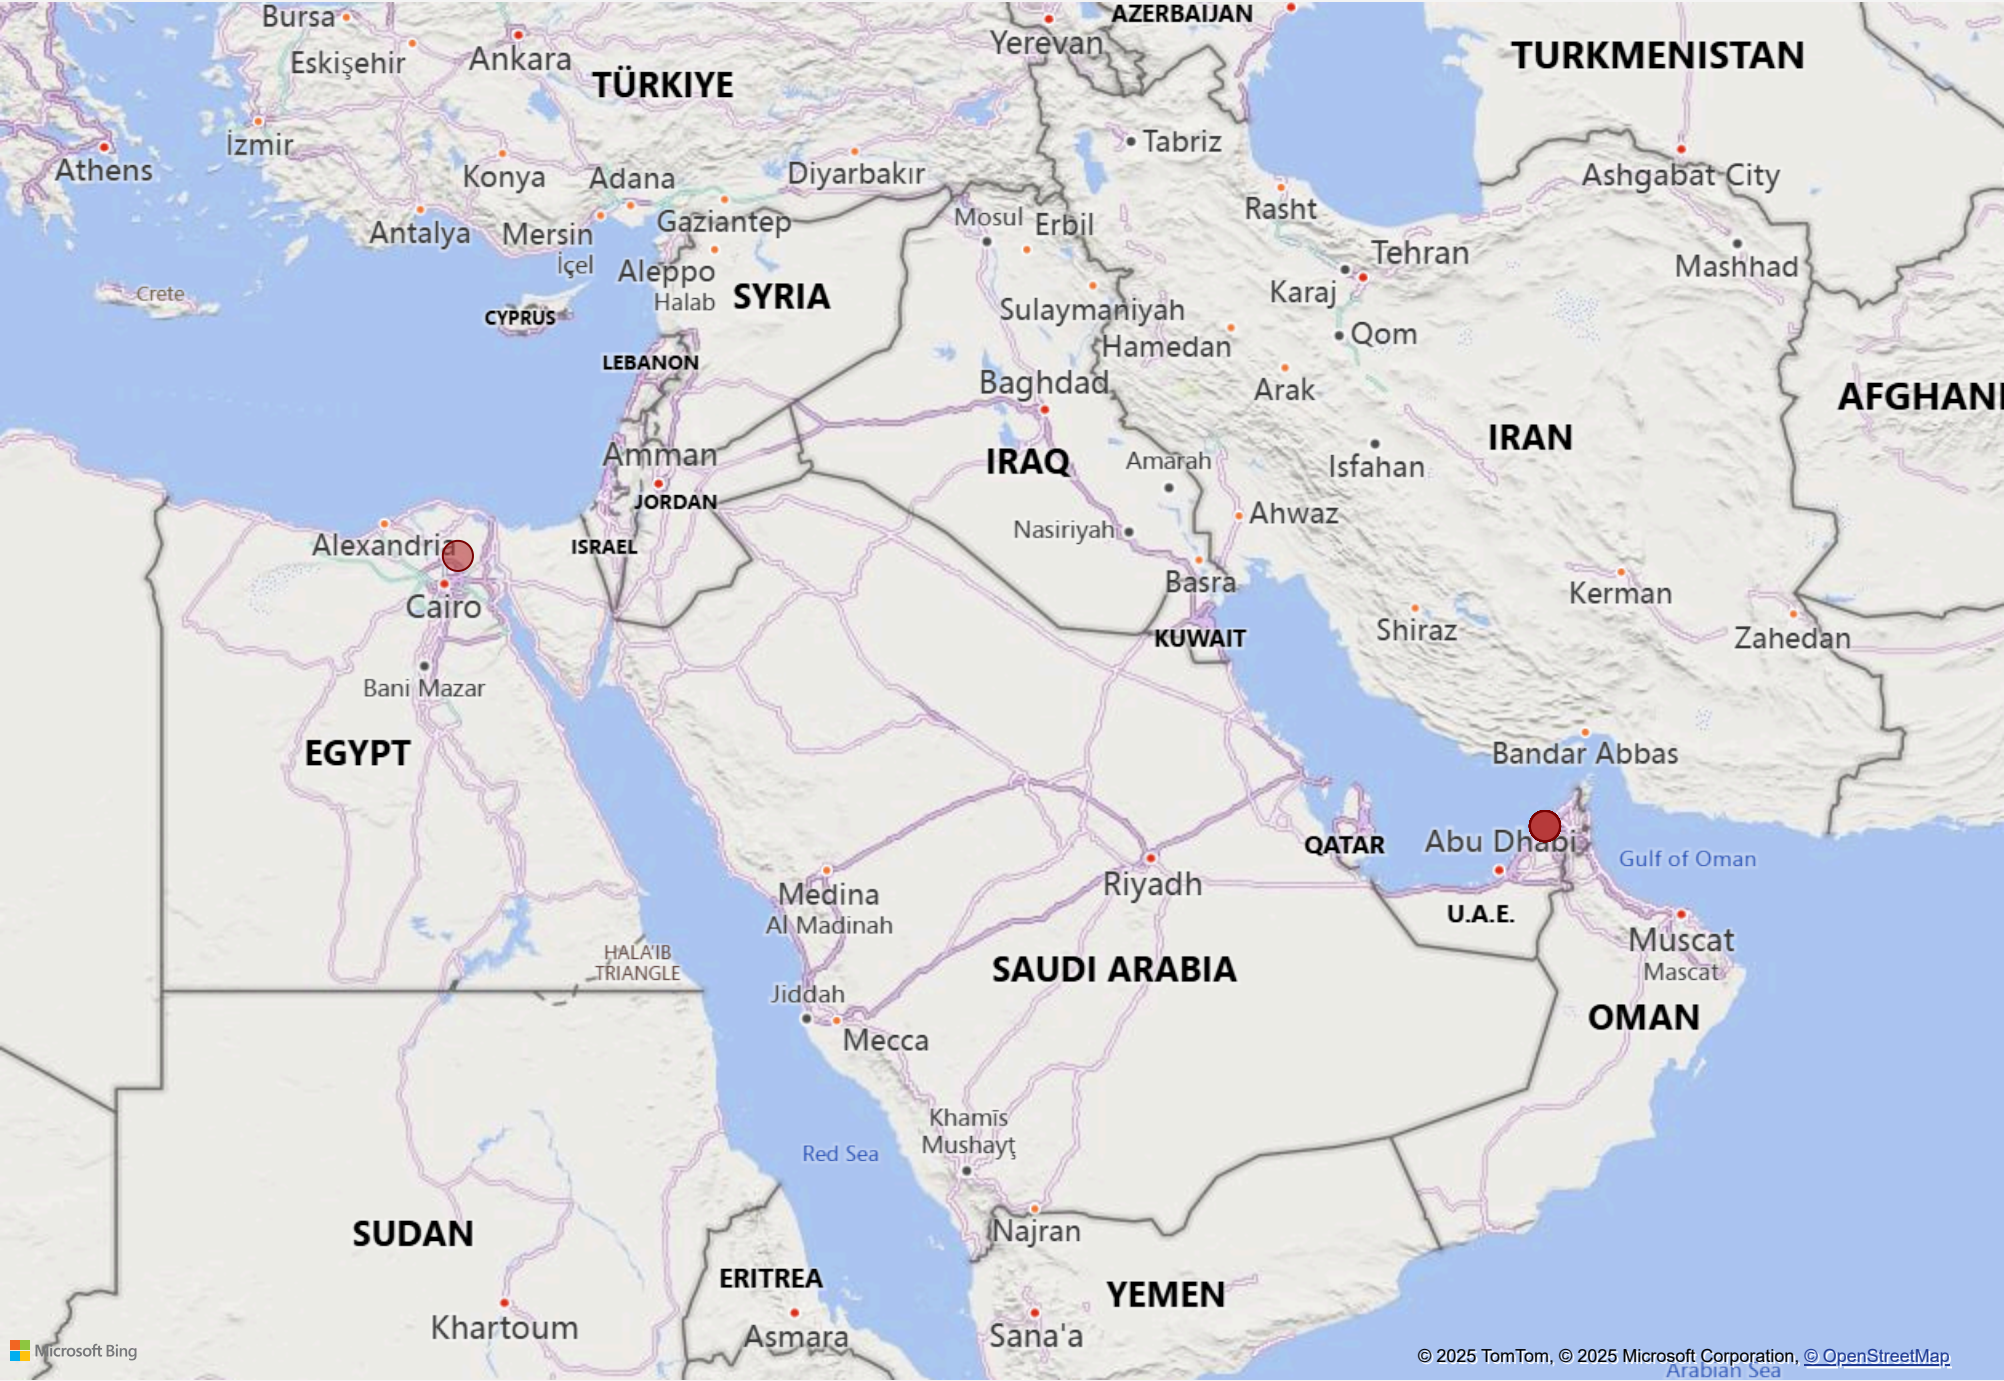 Bursa
AZERBAIJAN
Yerevan
TURKMENISTAN
Eskişehir
Ankara
TÜRKIYE
Tabriz
İzmir
Athens
Konya
Adana
Diyarbakır
Ashgabat City
Antalya
Mersin
İçel
Gaziantep
Mosul
Erbil
Rasht
Tehran
Mashhad
Crete
Aleppo
Halab
SYRIA
Karaj
CYPRUS
Sulaymaniyah
Hamedan
Qom
LEBANON
Baghdad
Arak
AFGHANI
Amman
IRAQ
Amarah
IRAN
Isfahan
JORDAN
Nasiriyah
Ahwaz
Alexandria
ISRAEL
Cairo
Basra
Kerman
KUWAIT
Shiraz
Zahedan
Bani Mazar
EGYPT
Bandar Abbas
QATAR
Abu Dhabi
Gulf of Oman
Medina
Al Madinah
Riyadh
U.A.E.
HALA'IB
TRIANGLE
SAUDI ARABIA
Muscat
Mascat
Jiddah
OMAN
Mecca
Khamīs
Mushayţ
Red Sea
SUDAN
Najran
ERITREA
YEMEN
Khartoum
Asmara
Sana'a
Microsoft Bing
© 2025 TomTom, © 2025 Microsoft Corporation, © OpenStreetMap
Arabian Sea